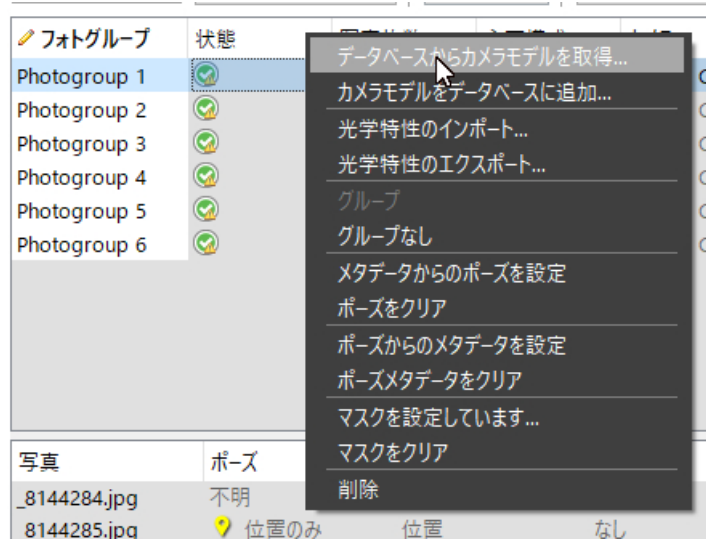 フォトグループ 状態
データベースからカメラモデルを取得...
Photogroup 1
カメラモデルをデータベースに追加...
Photogroup 2
光学特性のインポート...
Photogroup 3
光学特性のエクスポート...
Photogroup 4
グループ
Photogroup 5
グループなし
Photogroup 6
メタデータからのポーズを設定
ポーズをクリア
ポーズからのメタデータを設定
ポーズメタデータをクリア
マスクを設定しています...
マスクをクリア
写真 ポーズ
削除
_8144284.jpg 不明
_8144285.jpg 位置のみ 位置 なし